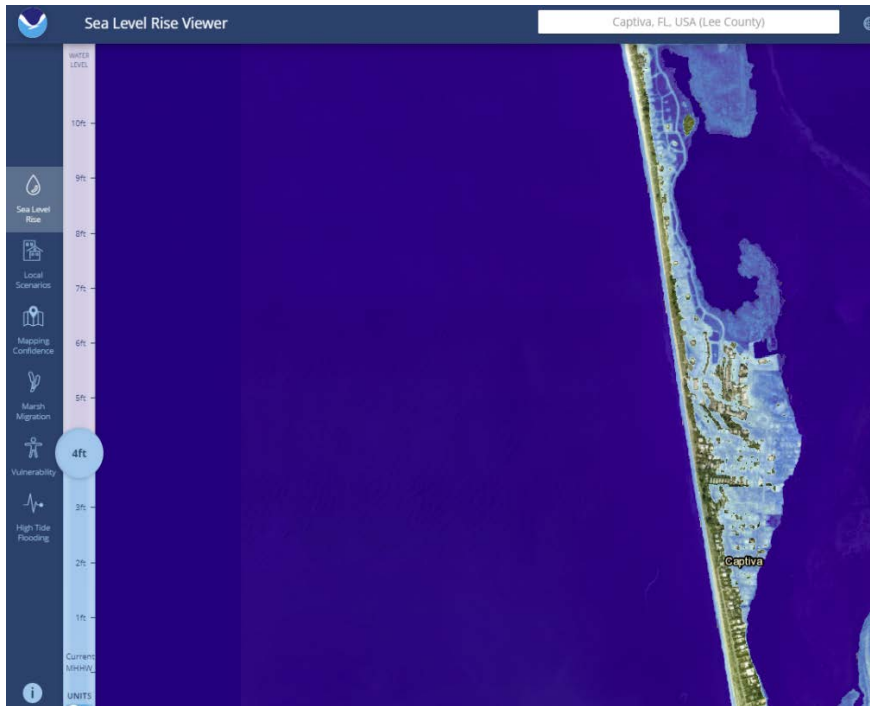 Sea Level Rise Viewer
Captiva, FL, USA (Lee County)
WATER
LEVEL
10ft
9ft
8ft
7ft
6ft
5ft
4ft
3ft
2ft
1ft
Current
MHHW
UNITS
Sea Level
Rise
Local
Scenarios
Mapping
Confidence
Marsh
Migration
Vulnerability
High Tide
Flooding
i
Captiva